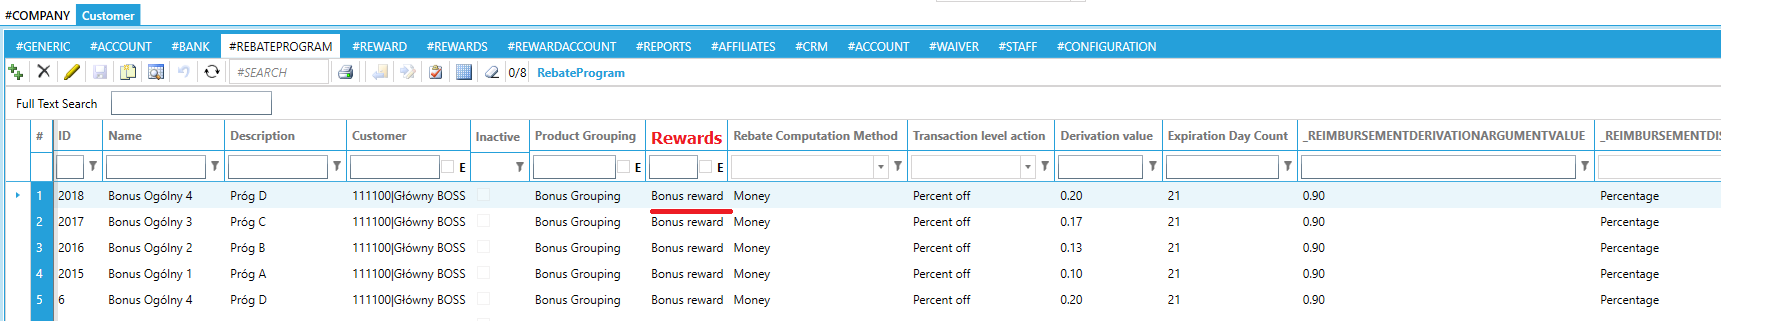 #COMPANY Customer
#GENERIC #ACCOUNT #BANK #REBATEPROGRAM #REWARD #REWARDS #REWARDACCOUNT #REPORTS #AFFILIATES #CRM #ACCOUNT #WAIVER #STAFF #CONFIGURATION
#SEARCH 0/8 RebateProgram
Full Text Search
# ID Name Description Customer Inactive Product Grouping Rewards Rebate Computation Method Transaction level action Derivation value Expiration Day Count _REIMBURSEMENTDERIVATIONARGUMENTVALUE _REIMBURSEMENTDIS
E E E
1 2018 Bonus Ogólny 4 Próg D 111100|Główny BOSS Bonus Grouping Bonus reward Money Percent off 0.20 21 0.90 Percentage
2 2017 Bonus Ogólny 3 Próg C 111100|Główny BOSS Bonus Grouping Bonus reward Money Percent off 0.17 21 0.90 Percentage
3 2016 Bonus Ogólny 2 Próg B 111100|Główny BOSS Bonus Grouping Bonus reward Money Percent off 0.13 21 0.90 Percentage
4 2015 Bonus Ogólny 1 Próg A 111100|Główny BOSS Bonus Grouping Bonus reward Money Percent off 0.10 21 0.90 Percentage
5 6 Bonus Ogólny 4 Próg D 111100|Główny BOSS Bonus Grouping Bonus reward Money Percent off 0.20 21 0.90 Percentage